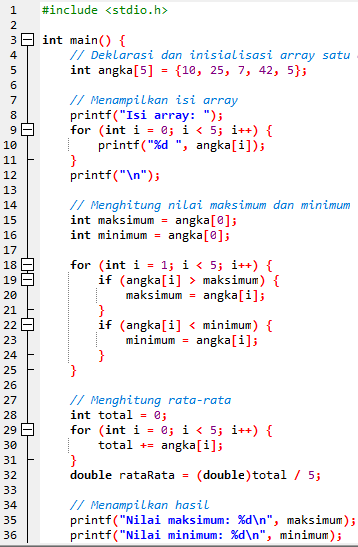 1 #include <stdio.h>
2
3 int main() {
4 // Deklarasi dan inisialisasi array satu
5 int angka[5] = {10, 25, 7, 42, 5};
6
7 // Menampilkan isi array
8 printf("Isi array: ");
9 for (int i = 0; i < 5; i++) {
10 printf("%d ", angka[i]);
11 }
12 printf("\n");
13
14 // Menghitung nilai maksimum dan minimum
15 int maksimum = angka[0];
16 int minimum = angka[0];
17
18 for (int i = 1; i < 5; i++) {
19 if (angka[i] > maksimum) {
20 maksimum = angka[i];
21 }
22 if (angka[i] < minimum) {
23 minimum = angka[i];
24 }
25 }
26
27 // Menghitung rata-rata
28 int total = 0;
29 for (int i = 0; i < 5; i++) {
30 total += angka[i];
31 }
32 double rataRata = (double)total / 5;
33
34 // Menampilkan hasil
35 printf("Nilai maksimum: %d\n", maksimum);
36 printf("Nilai minimum: %d\n", minimum);